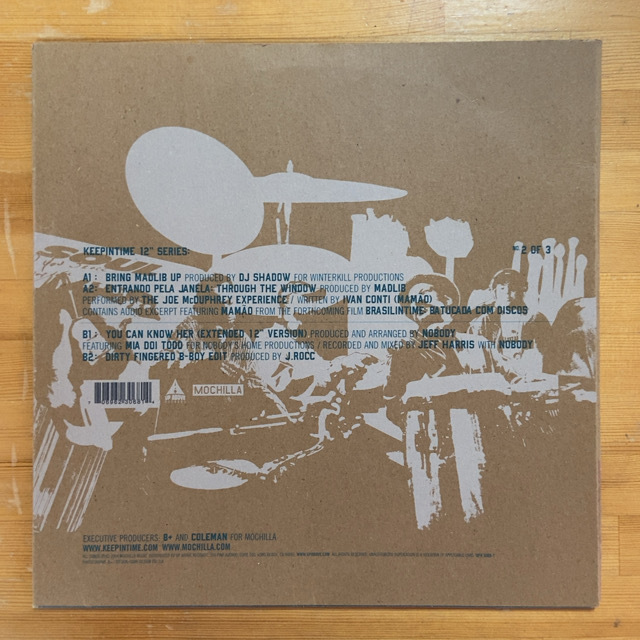 KEEPINTIME 12" SERIES:
Nº 2 OF 3
A1: BRING MADLIB UP PRODUCED BY DJ SHADOW FOR WINTERKILL PRODUCTIONS
A2: ENTRANDO PELA JANELA: THROUGH THE WINDOW PRODUCED BY MADLIB
PERFORMED BY THE JOE MCDUPHREY EXPERIENCE / WRITTEN BY IVAN CONTI (MAMÃO)
CONTAINS AUDIO EXCERPT FEATURING MAMÃO FROM THE FORTHCOMING FILM BRASILINTIME: BATUCADA COM DISCOS
B1: YOU CAN KNOW HER (EXTENDED 12" VERSION) PRODUCED AND ARRANGED BY NOBODY
FEATURING MIA DOI TODD FOR NOBODY'S HOME PRODUCTIONS / RECORDED AND MIXED BY JEFF HARRIS WITH NOBODY
B2: DIRTY FINGERED B-BOY EDIT PRODUCED BY J.ROCC
MOCHILLA
EXECUTIVE PRODUCERS: B+ AND COLEMAN FOR MOCHILLA
WWW.KEEPINTIME.COM WWW.MOCHILLA.COM